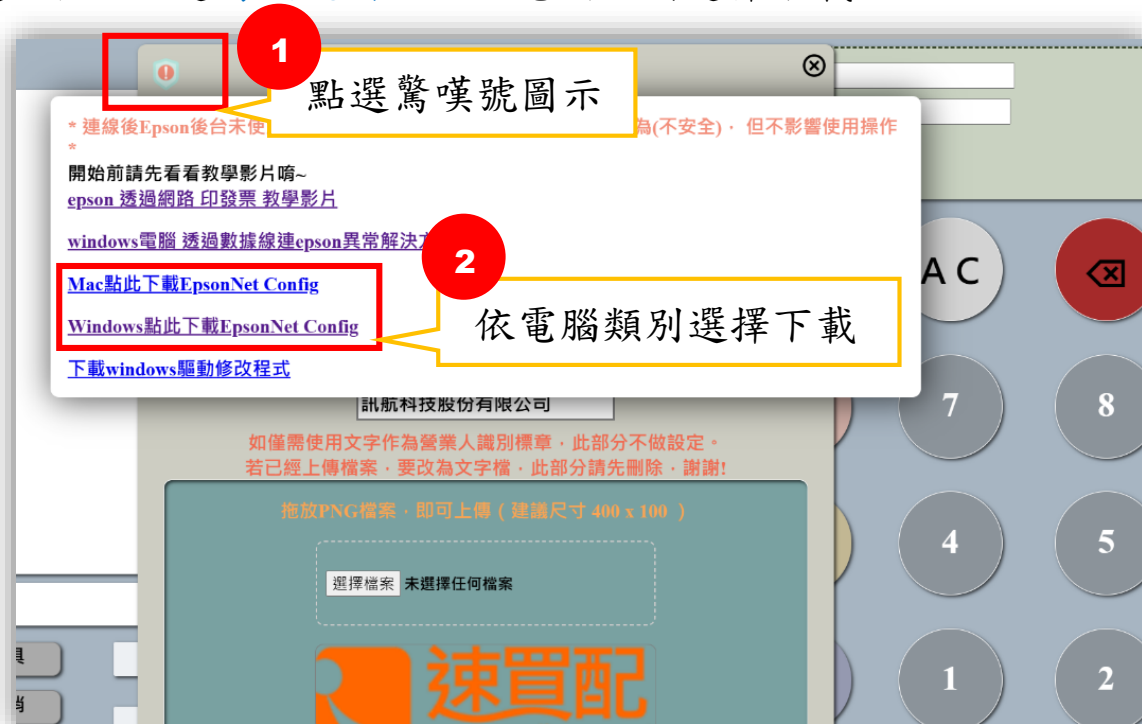 1
點選驚嘆號圖示
* 連線後Epson後台未使
為(不安全)， 但不影響使用操作
*
開始前請先看看教學影片唷~
epson 透過網路 印發票 教學影片
windows電腦 透過數據線連epson異常解決方
2
Mac點此下載EpsonNet Config
Windows點此下載EpsonNet Config
依電腦類別選擇下載
下載windows驅動修改程式
訊航科技股份有限公司
如僅需使用文字作為營業人識別標章，此部分不做設定。
若已經上傳檔案，要改為文字檔，此部分請先刪除，謝謝!
拖放PNG檔案，即可上傳 ( 建議尺寸 400 x 100 )
選擇檔案 未選擇任何檔案
速買配
AC
7
8
4
5
1
2